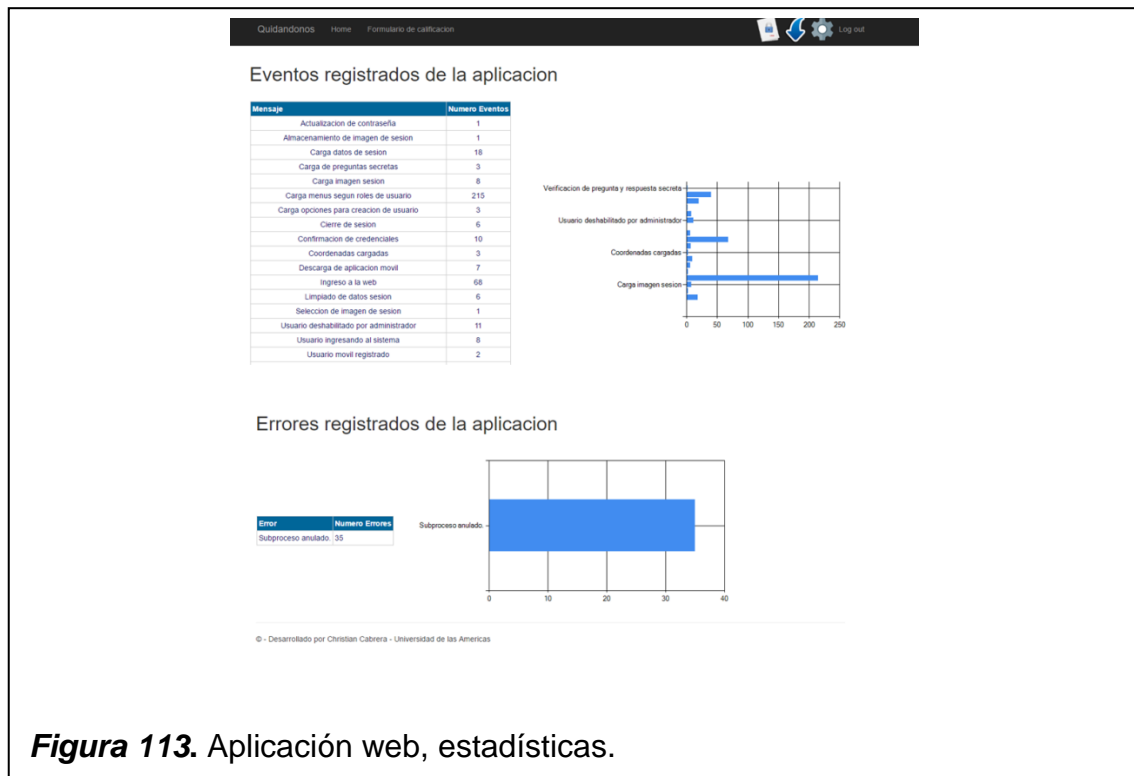 Quidandonos Home Formulario de calificacion Log out
Eventos registrados de la aplicacion
Mensaje Numero Eventos
Actualizacion de contraseña 1
Almacenamiento de imagen de sesion 1
Carga datos de sesion 18
Carga de preguntas secretas 3
Carga imagen sesion 8
Carga menus segun roles de usuario 215
Carga opciones para creacion de usuario 3
Cierre de sesion 6
Confirmacion de credenciales 10
Coordenadas cargadas 3
Descarga de aplicacion movil 7
Ingreso a la web 68
Limpiado de datos sesion 6
Seleccion de imagen de sesion 1
Usuario deshabilitado por administrador 11
Usuario ingresando al sistema 8
Usuario movil registrado 2
Verificacion de pregunta y respuesta secreta
Usuario deshabilitado por administrador
Coordenadas cargadas
Carga imagen sesion
0 50 100 150 200 250
Errores registrados de la aplicacion
Error Numero Errores
Subproceso anulado. 35
Subproceso anulado.
0 10 20 30 40
© - Desarrollado por Christian Cabrera - Universidad de las Americas
Figura 113. Aplicación web, estadísticas.